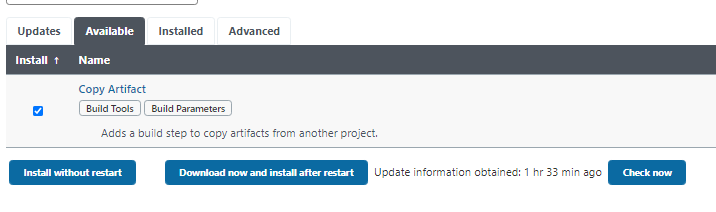 Updates Available Installed Advanced
Install ↑ Name
Copy Artifact
Build Tools Build Parameters
Adds a build step to copy artifacts from another project.
Install without restart Download now and install after restart Update information obtained: 1 hr 33 min ago Check now